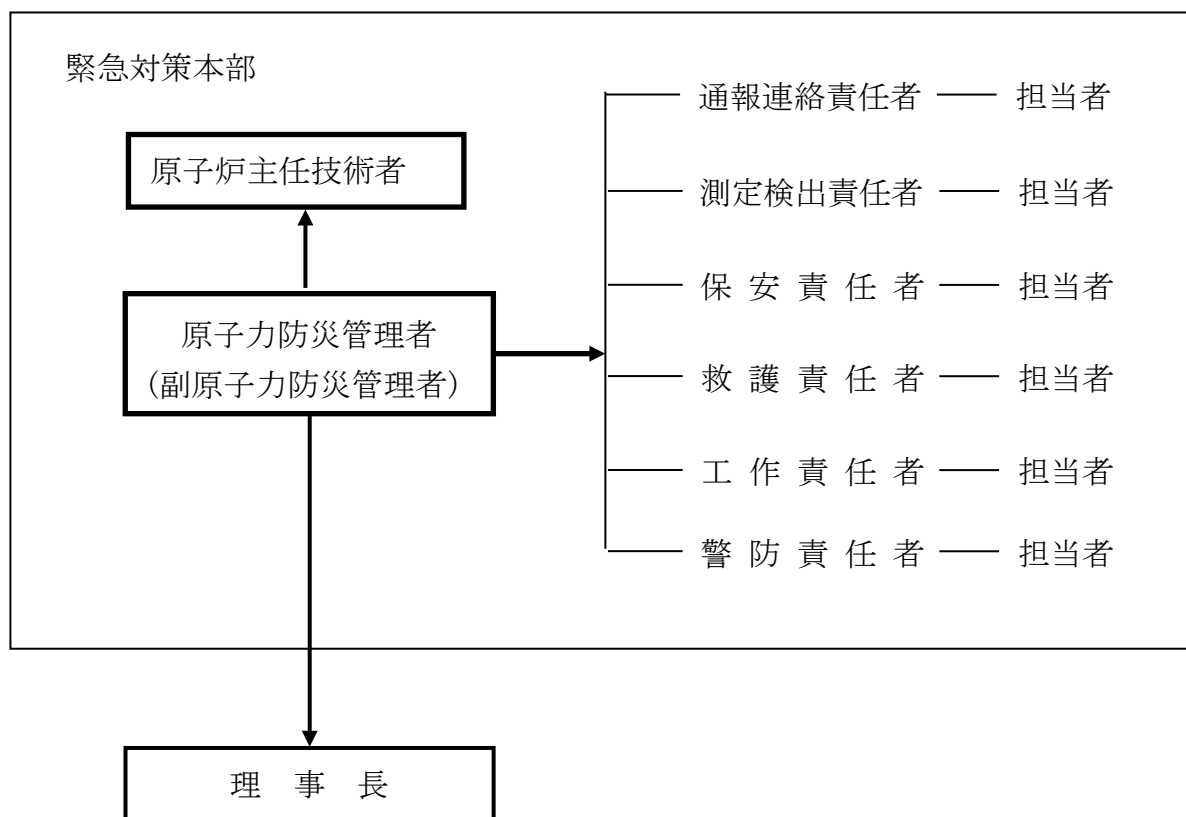 緊急対策本部
原子炉主任技術者
原子力防災管理者
(副原子力防災管理者)
通報連絡責任者 担当者
測定検出責任者 担当者
保安責任者 担当者
救護責任者 担当者
工作責任者 担当者
警防責任者 担当者
理事長